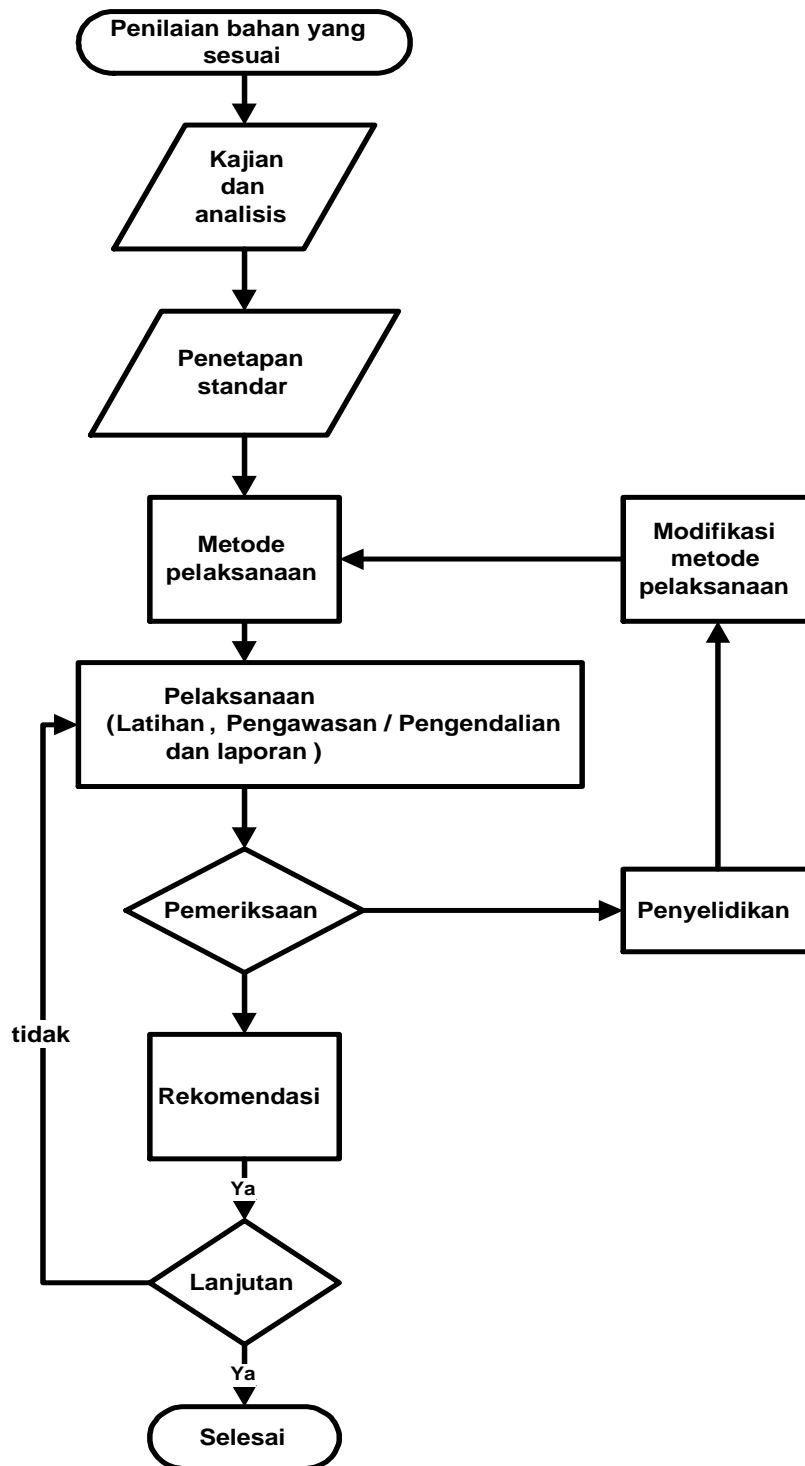 Penilaian bahan yang
sesuai
Kajian
dan
analisis
Penetapan
standar
Metode
pelaksanaan
Modifikasi
metode
pelaksanaan
Pelaksanaan
(Latihan , Pengawasan / Pengendalian
dan laporan )
Pemeriksaan
Penyelidikan
tidak
Rekomendasi
Ya
Lanjutan
Ya
Selesai